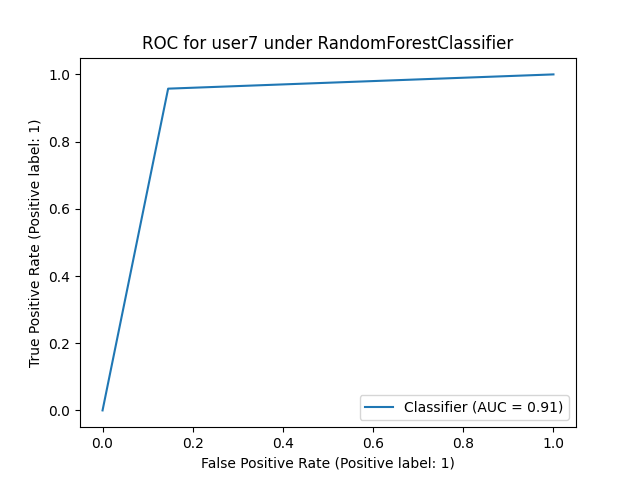 ROC for user7 under RandomForestClassifier
True Positive Rate (Positive label: 1)
1.0
0.8
0.6
0.4
0.2
0.0
Classifier (AUC = 0.91)
0.0 0.2 0.4 0.6 0.8 1.0
False Positive Rate (Positive label: 1)